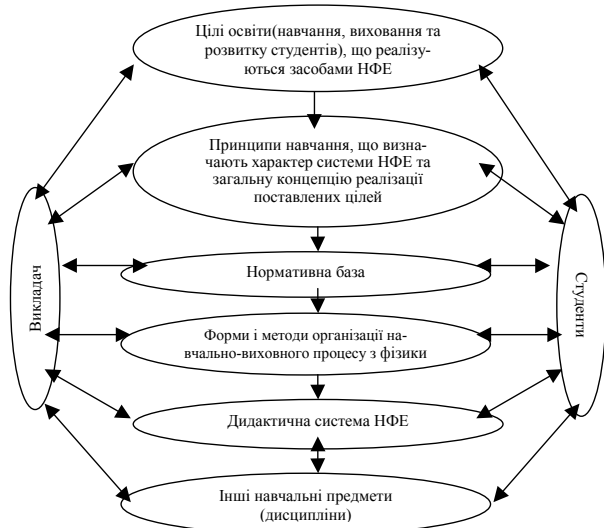 Цілі освіти(навчання, виховання та
розвитку студентів), що реалізу-
ються засобами НФЕ
Принципи навчання, що визна-
чають характер системи НФЕ та
загальну концепцію реалізації
поставлених цілей
Викладач
Нормативна база
Студенти
Форми і методи організації на-
вчально-виховного процесу з фізики
Дидактична система НФЕ
Інші навчальні предмети
(дисципліни)